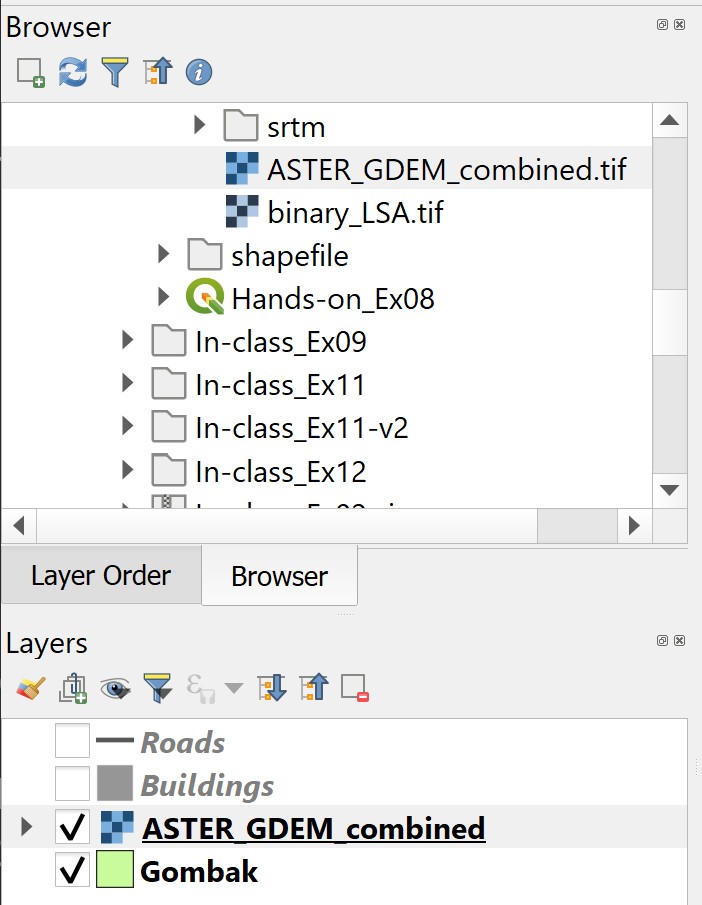 Browser
srtm
ASTER_GDEM_combined.tif
binary_LSA.tif
shapefile
Hands-on_Ex08
In-class_Ex09
In-class_Ex11
In-class_Ex11-v2
In-class_Ex12
Layer Order
Browser
Layers
Roads
Buildings
ASTER_GDEM_combined
Gombak